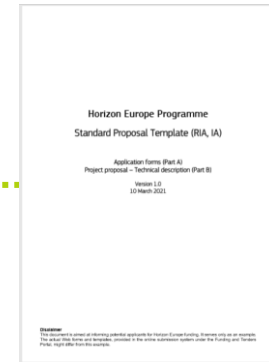 Horizon Europe Programme
Standard Proposal Template (RIA, IA)
Application forms (Part A)
Project proposal – Technical description (Part B)
Version 1.0
10 March 2021
Disclaimer
This document is aimed at informing potential applicants for Horizon Europe funding. It serves only as an example.
The actual Web forms and templates, provided in the online submission system under the Funding and Tenders
Portal, might differ from this example.